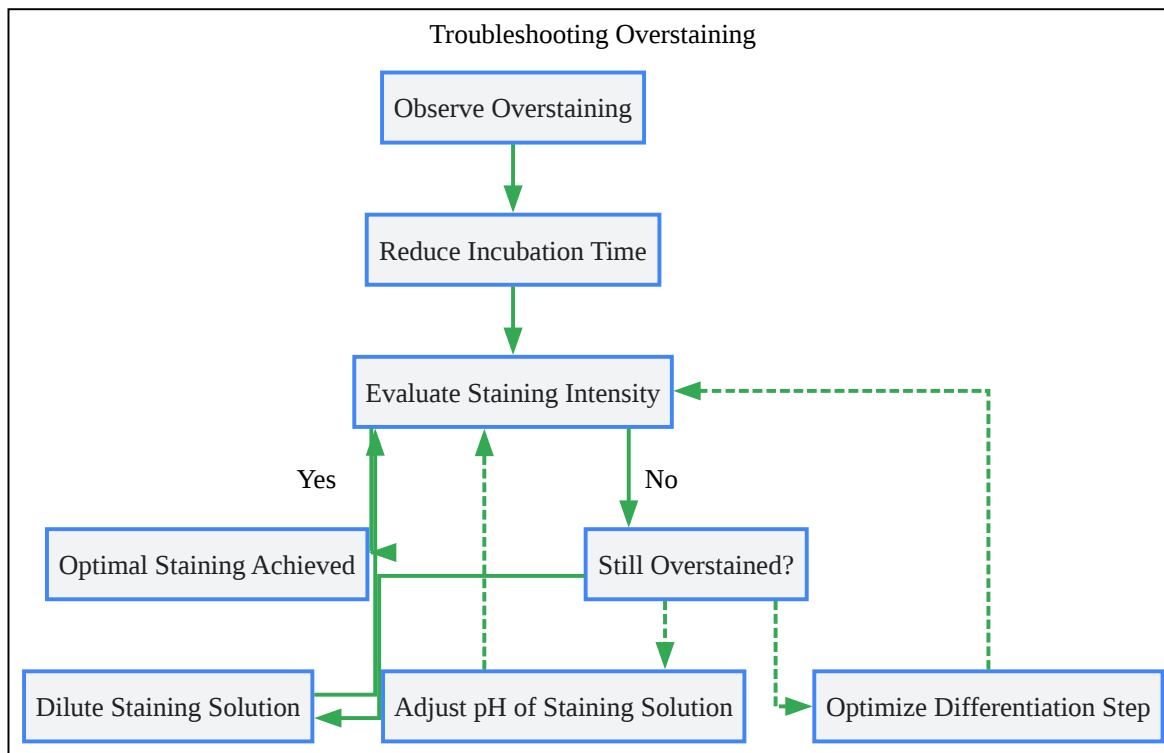 Troubleshooting Overstaining
Observe Overstaining
Reduce Incubation Time
Evaluate Staining Intensity
Yes
No
Optimal Staining Achieved
Still Overstained?
Dilute Staining Solution
Adjust pH of Staining Solution
Optimize Differentiation Step